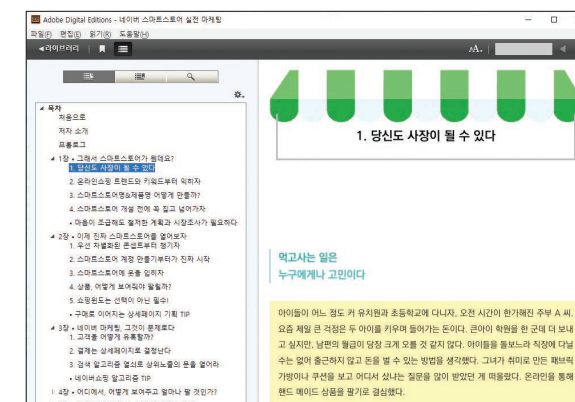 Adobe Digital Editions - 네이버 스마트스토어 실전 마케팅
파일(F) 편집(E) 읽기(R) 도움말(H)
◀라이브러리
AA.
목차
처음으로
저자 소개
프롤로그
1장 • 그래서 스마트스토어가 뭔데요?
1. 당신도 사장이 될 수 있다
2. 온라인쇼핑 트렌드와 키워드부터 익히자
3. 스마트스토어명&제품명 어떻게 만들까?
4. 스마트스토어 개설 전에 꼭 짚고 넘어가자
• 마음이 조급해도 철저한 계획과 시장조사가 필요하다
2장 • 이제 진짜 스마트스토어를 열어보자
1. 우선 차별화된 콘셉트부터 챙기자
2. 스마트스토어 계정 만들기부터가 진짜 시작
3. 스마트스토어에 옷을 입히자
4. 상품, 어떻게 보여줘야 팔릴까?
5. 쇼핑윈도는 선택이 아닌 필수!
• 구매로 이어지는 상세페이지 기획 TIP
3장 • 네이버 마케팅, 그것이 문제로다
1. 고객을 어떻게 유혹할까?
2. 결제는 상세페이지로 결정난다
3. 검색 알고리즘 열쇠로 상위노출의 문을 열어라
• 네이버쇼핑 알고리즘 TIP
4장 • 어디에서, 어떻게 보여주고 얼마나 팔 것인가?
1. 당신도 사장이 될 수 있다
먹고사는 일은
누구에게나 고민이다
아이들이 어느 정도 커 유치원과 초등학교에 다니자, 오전 시간이 한가해진 주부 A 씨.
요즘 제일 큰 걱정은 두 아이를 키우며 들어가는 돈이다. 큰아이 학원을 한 군데 더 보내
고 싶지만, 남편의 월급이 당장 크게 오를 것 같지 않다. 아이들을 돌보느라 직장에 다닐
수는 없어 출근하지 않고 돈을 벌 수 있는 방법을 생각했다. 그녀가 취미로 만든 패브릭
가방이나 쿠션을 보고 어디서 샀냐는 질문을 많이 받았던 게 떠올랐다. 온라인을 통해
핸드 메이드 상품을 팔기로 결심했다.